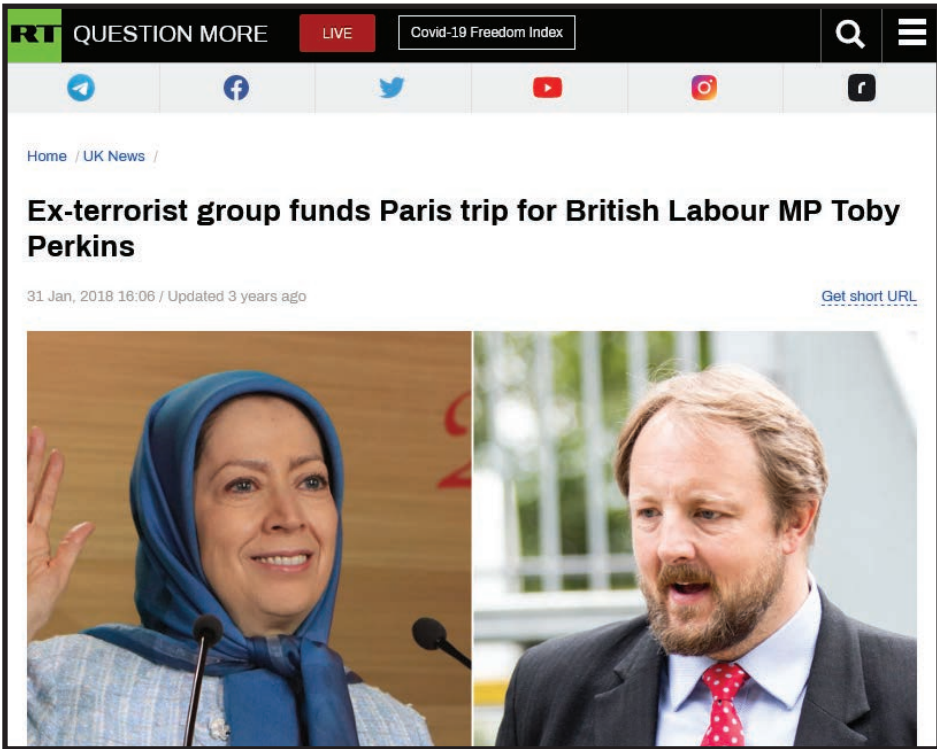 RT QUESTION MORE LIVE Covid-19 Freedom Index
Home / UK News /
Ex-terrorist group funds Paris trip for British Labour MP Toby
Perkins
31 Jan, 2018 16:06 / Updated 3 years ago Get short URL